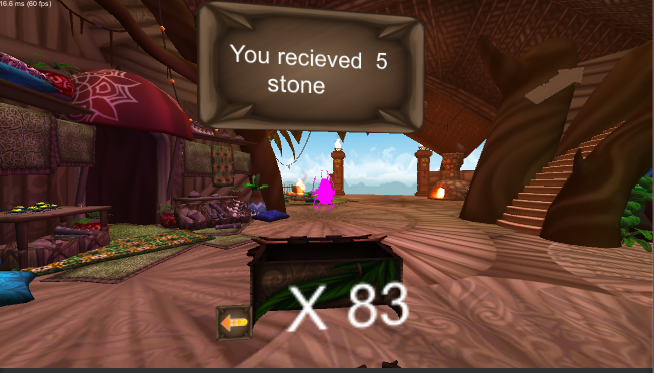 16.6 ms (60 fps)
You recieved 5
stone
X 83